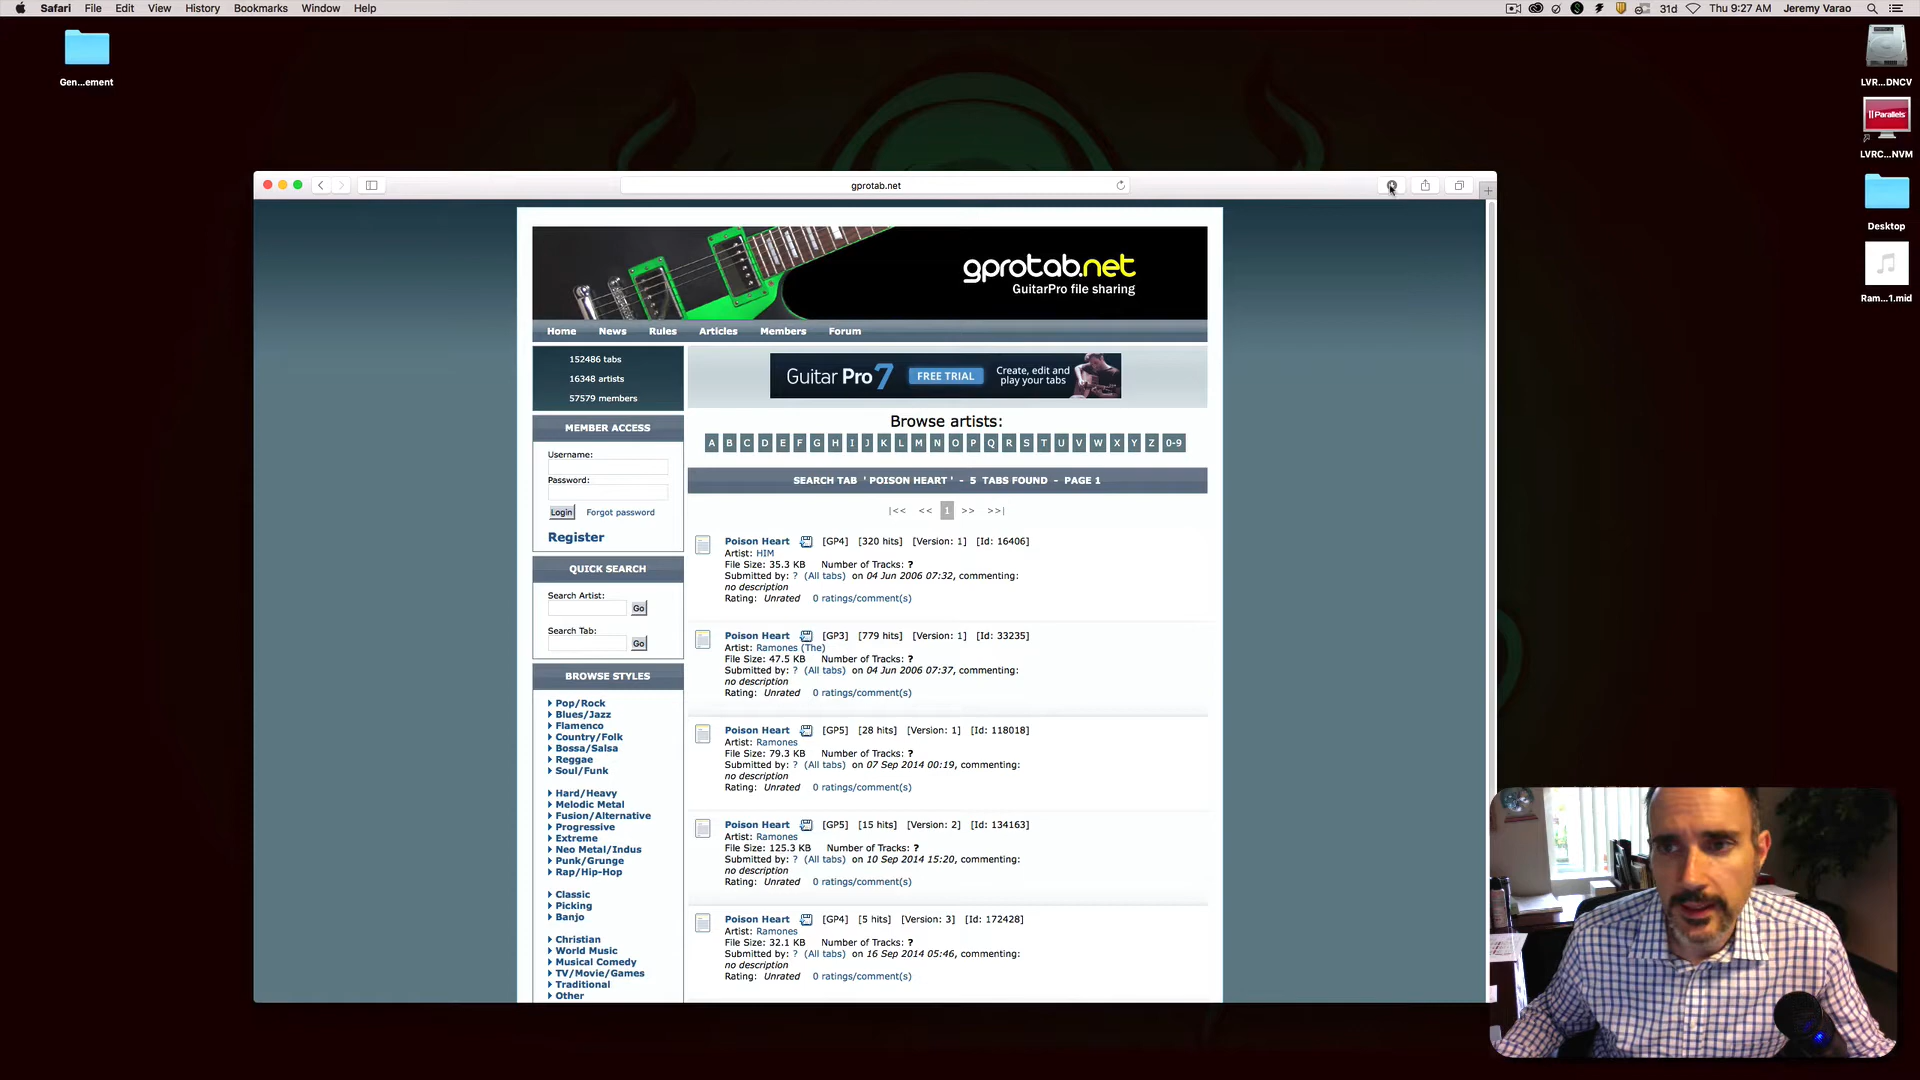 Safari File Edit View History Bookmarks Window Help
31d Thu 9:27 AM Jeremy Varao
Gen...ement
LVR...DNCV
Parallels
LVRC...NVM
Desktop
Ram...1.mid
gprotab.net
gprotab.net
GuitarPro file sharing
Home News Rules Articles Members Forum
152486 tabs
16348 artists
57579 members
Guitar Pro 7 FREE TRIAL Create, edit and play your tabs
MEMBER ACCESS
Username:
Password:
Login Forgot password
Register
QUICK SEARCH
Search Artist:
Go
Search Tab:
Go
BROWSE STYLES
Pop/Rock
Blues/Jazz
Flamenco
Country/Folk
Bossa/Salsa
Reggae
Soul/Funk
Hard/Heavy
Melodic Metal
Fusion/Alternative
Progressive
Extreme
Neo Metal/Indus
Punk/Grunge
Rap/Hip-Hop
Classic
Picking
Banjo
Christian
World Music
Musical Comedy
TV/Movie/Games
Traditional
Other
Browse artists:
A B C D E F G H I J K L M N O P Q R S T U V W X Y Z 0-9
SEARCH TAB 'POISON HEART ' - 5 TABS FOUND - PAGE 1
|<< << 1 >> >>|
Poison Heart [GP4] [320 hits] [Version: 1] [Id: 16406]
Artist: HIM
File Size: 35.3 KB Number of Tracks: ?
Submitted by: ? (All tabs) on 04 Jun 2006 07:32, commenting:
no description
Rating: Unrated 0 ratings/comment(s)
Poison Heart [GP3] [779 hits] [Version: 1] [Id: 33235]
Artist: Ramones (The)
File Size: 47.5 KB Number of Tracks: ?
Submitted by: ? (All tabs) on 04 Jun 2006 07:37, commenting:
no description
Rating: Unrated 0 ratings/comment(s)
Poison Heart [GP5] [28 hits] [Version: 1] [Id: 118018]
Artist: Ramones
File Size: 79.3 KB Number of Tracks: ?
Submitted by: ? (All tabs) on 07 Sep 2014 00:19, commenting:
no description
Rating: Unrated 0 ratings/comment(s)
Poison Heart [GP5] [15 hits] [Version: 2] [Id: 134163]
Artist: Ramones
File Size: 125.3 KB Number of Tracks: ?
Submitted by: ? (All tabs) on 10 Sep 2014 15:20, commenting:
no description
Rating: Unrated 0 ratings/comment(s)
Poison Heart [GP4] [5 hits] [Version: 3] [Id: 172428]
Artist: Ramones
File Size: 32.1 KB Number of Tracks: ?
Submitted by: ? (All tabs) on 16 Sep 2014 05:46, commenting:
no description
Rating: Unrated 0 ratings/comment(s)